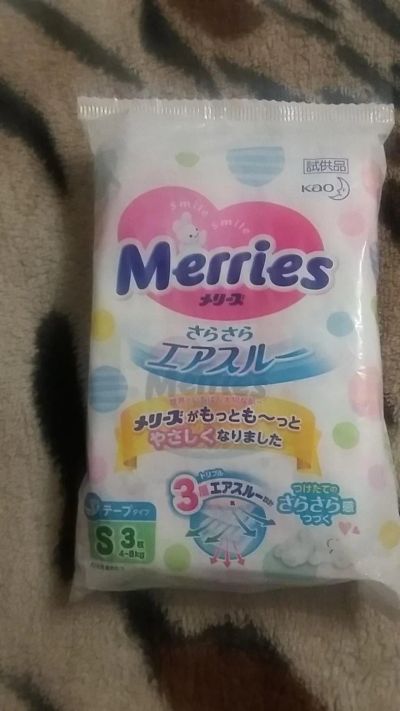 試供品
Kao
Smile Smile
Merries
メリーズ
さらさら
エアスルー
Merries
メリーズがもっとも〜っと
やさしくなりました
トリプル
3層エアスルー
つけたての
さらさら感
つづく
テープタイプ
S 3枚
4-8kg